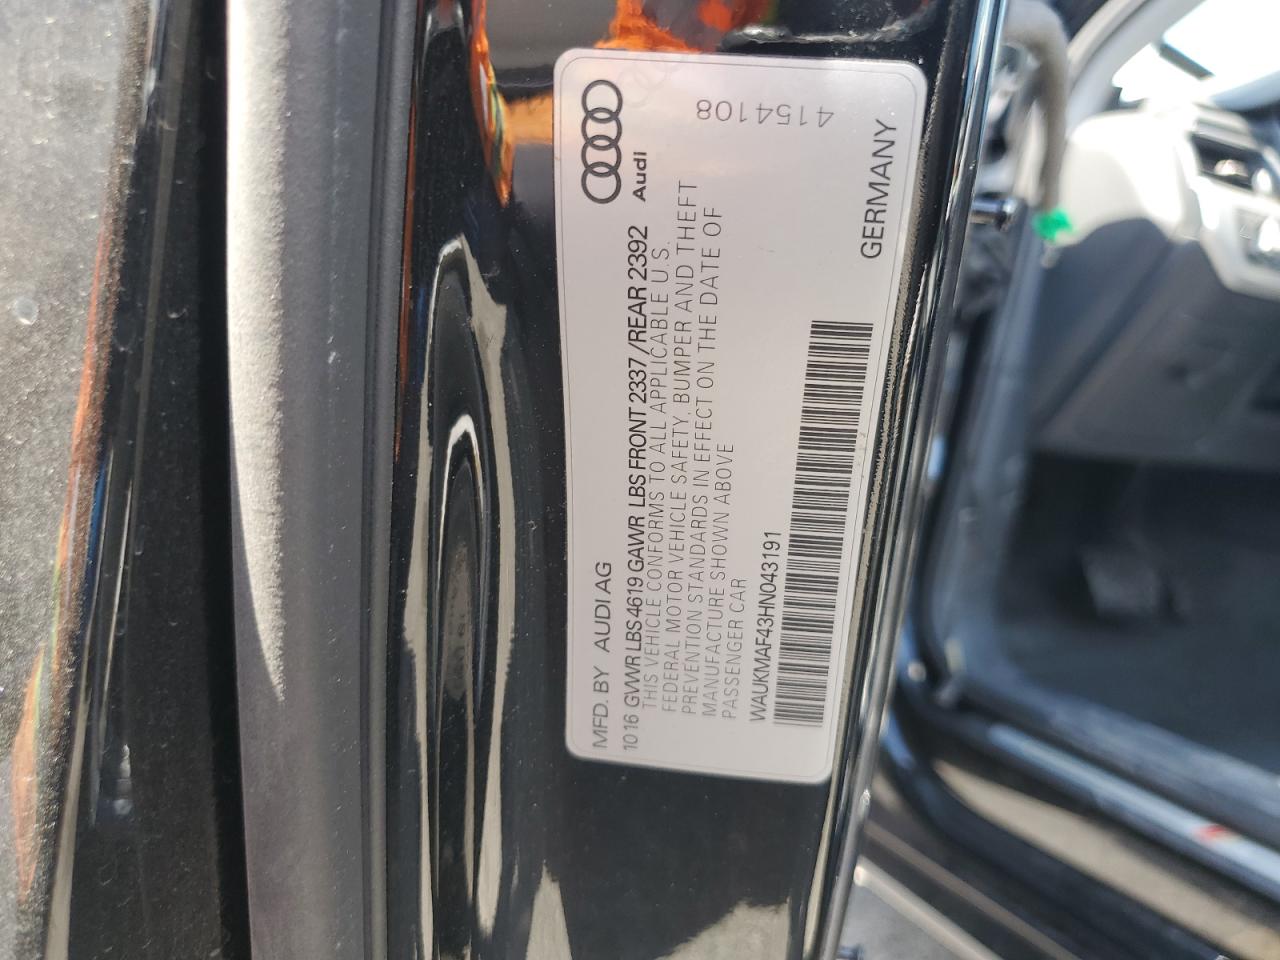 MFD. BY AUDI AG
Audi
1016 GVWR LBS 4619 GAWR LBS FRONT 2337 /REAR 2392
THIS VEHICLE CONFORMS TO ALL APPLICABLE U.S.
FEDERAL MOTOR VEHICLE SAFETY, BUMPER AND THEFT
PREVENTION STANDARDS IN EFFECT ON THE DATE OF
MANUFACTURE SHOWN ABOVE
PASSENGER CAR
WAUKMAF43HN043191
GERMANY
4154108